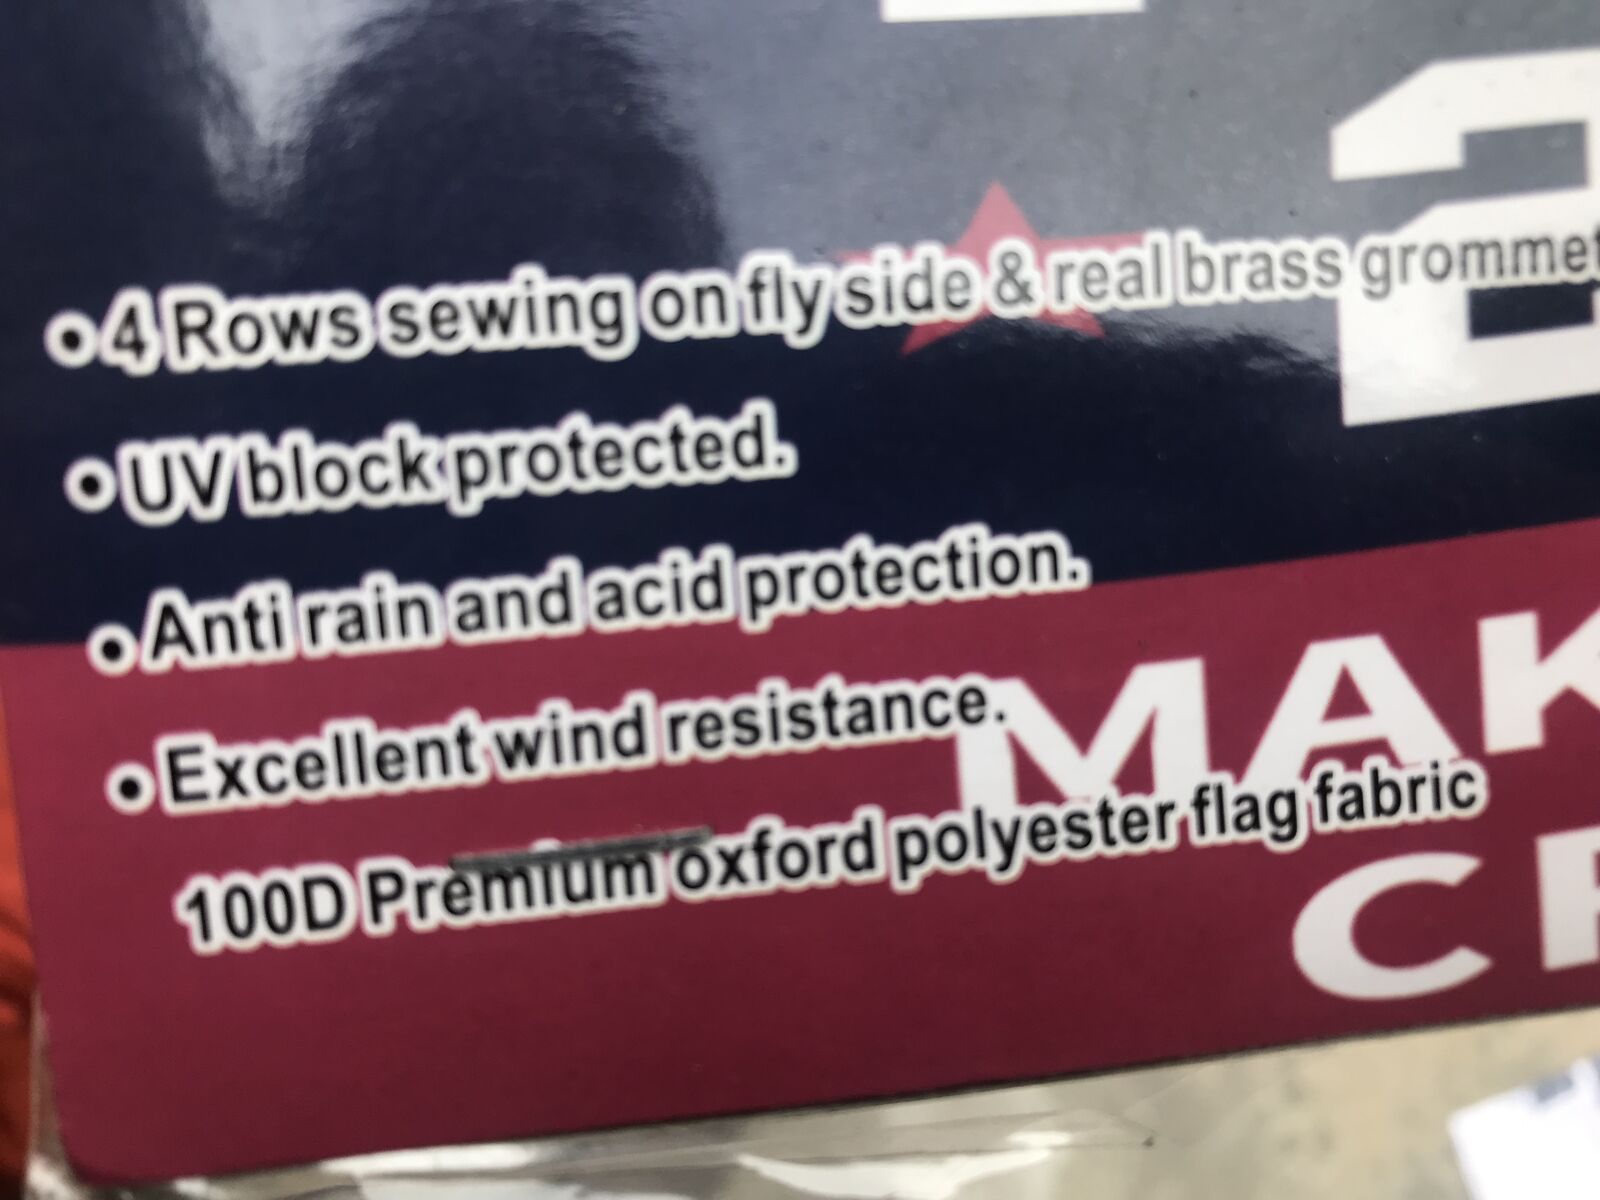 2
• 4 Rows sewing on fly side & real brass grommet
• UV block protected.
• Anti rain and acid protection.
• Excellent wind resistance.
MAK
100D Premium oxford polyester flag fabric
C